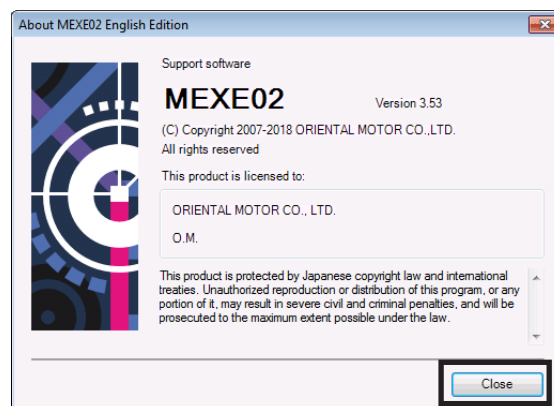 About MEXE02 English Edition
Support software
MEXE02 Version 3.53
(C) Copyright 2007-2018 ORIENTAL MOTOR CO.,LTD.
All rights reserved
This product is licensed to:
ORIENTAL MOTOR CO., LTD.
O.M.
This product is protected by Japanese copyright law and international
treaties. Unauthorized reproduction or distribution of this program, or any
portion of it, may result in severe civil and criminal penalties, and will be
prosecuted to the maximum extent possible under the law.
Close